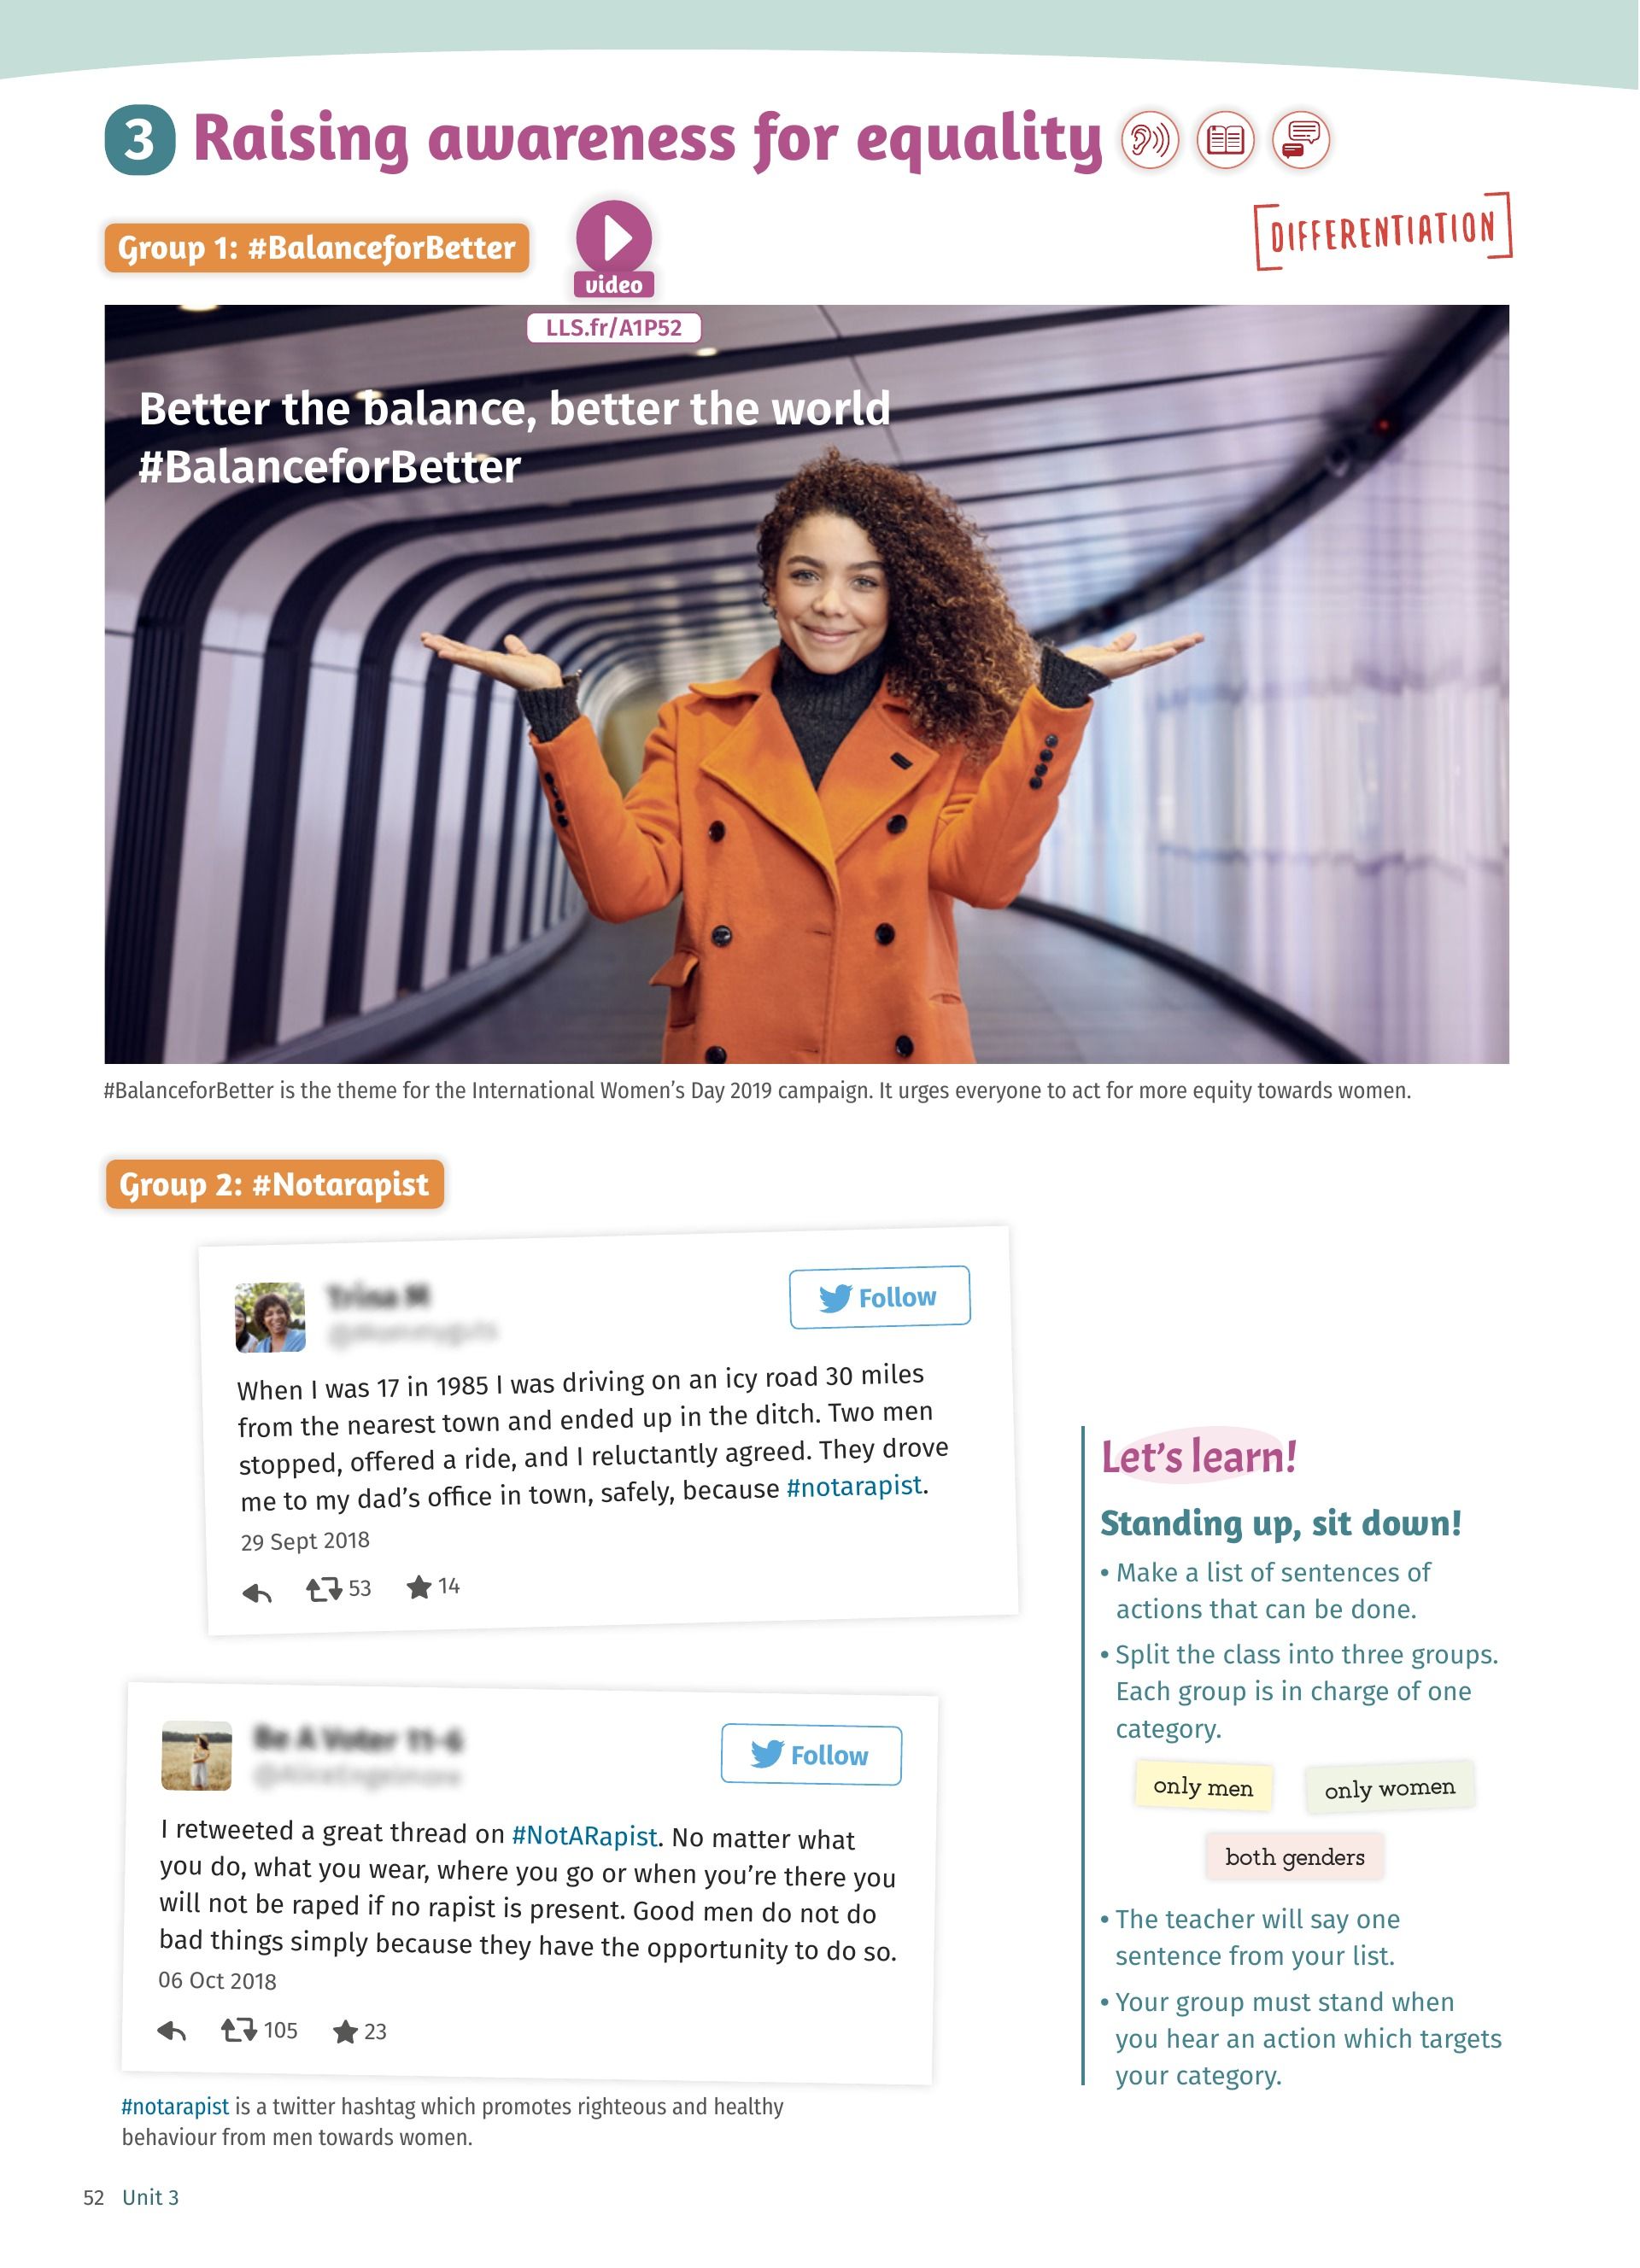 3 Raising awareness for equality
Group 1: #BalanceforBetter
video
LLS.fr/A1P52
[DIFFERENTIATION]
Better the balance, better the world
#BalanceforBetter
#BalanceforBetter is the theme for the International Women's Day 2019 campaign. It urges everyone to act for more equity towards women.
Group 2: #Notarapist
Follow
When I was 17 in 1985 I was driving on an icy road 30 miles
from the nearest town and ended up in the ditch. Two men
stopped, offered a ride, and I reluctantly agreed. They drove
me to my dad's office in town, safely, because #notarapist.
29 Sept 2018
53 14
Follow
I retweeted a great thread on #NotARapist. No matter what
you do, what you wear, where you go or when you're there you
will not be raped if no rapist is present. Good men do not do
bad things simply because they have the opportunity to do so.
06 Oct 2018
105 23
#notarapist is a twitter hashtag which promotes righteous and healthy
behaviour from men towards women.
Let's learn!
Standing up, sit down!
• Make a list of sentences of
actions that can be done.
• Split the class into three groups.
Each group is in charge of one
category.
only men only women
both genders
• The teacher will say one
sentence from your list.
• Your group must stand when
you hear an action which targets
your category.
52 Unit 3